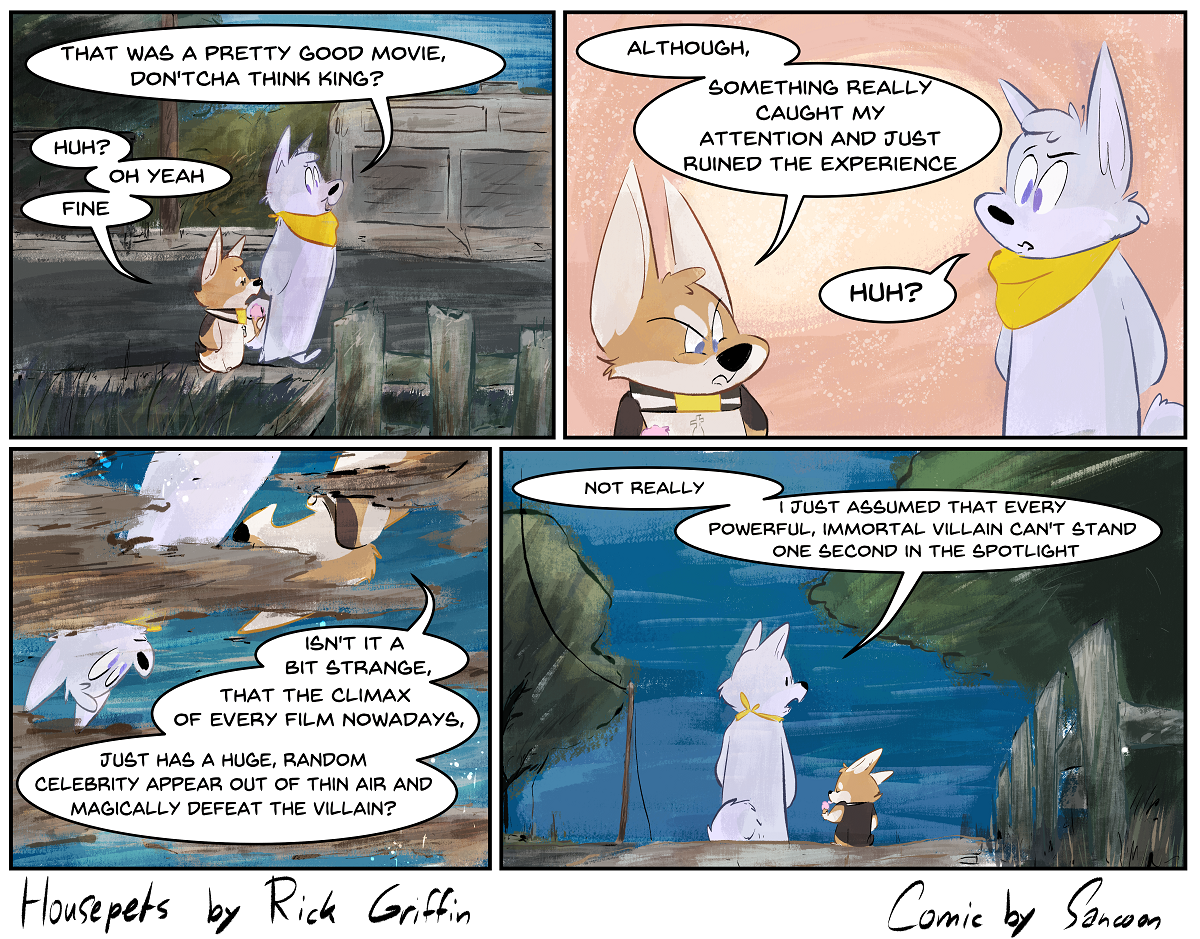 THAT WAS A PRETTY GOOD MOVIE,
DON'TCHA THINK KING?
HUH?
OH YEAH
FINE
ALTHOUGH,
SOMETHING REALLY
CAUGHT MY
ATTENTION AND JUST
RUINED THE EXPERIENCE
HUH?
ISN'T IT A
BIT STRANGE,
THAT THE CLIMAX
OF EVERY FILM NOWADAYS,
JUST HAS A HUGE, RANDOM
CELEBRITY APPEAR OUT OF THIN AIR AND
MAGICALLY DEFEAT THE VILLAIN?
NOT REALLY
I JUST ASSUMED THAT EVERY
POWERFUL, IMMORTAL VILLAIN CAN'T STAND
ONE SECOND IN THE SPOTLIGHT
Housepets by Rick Griffin
Comic by Sancoon